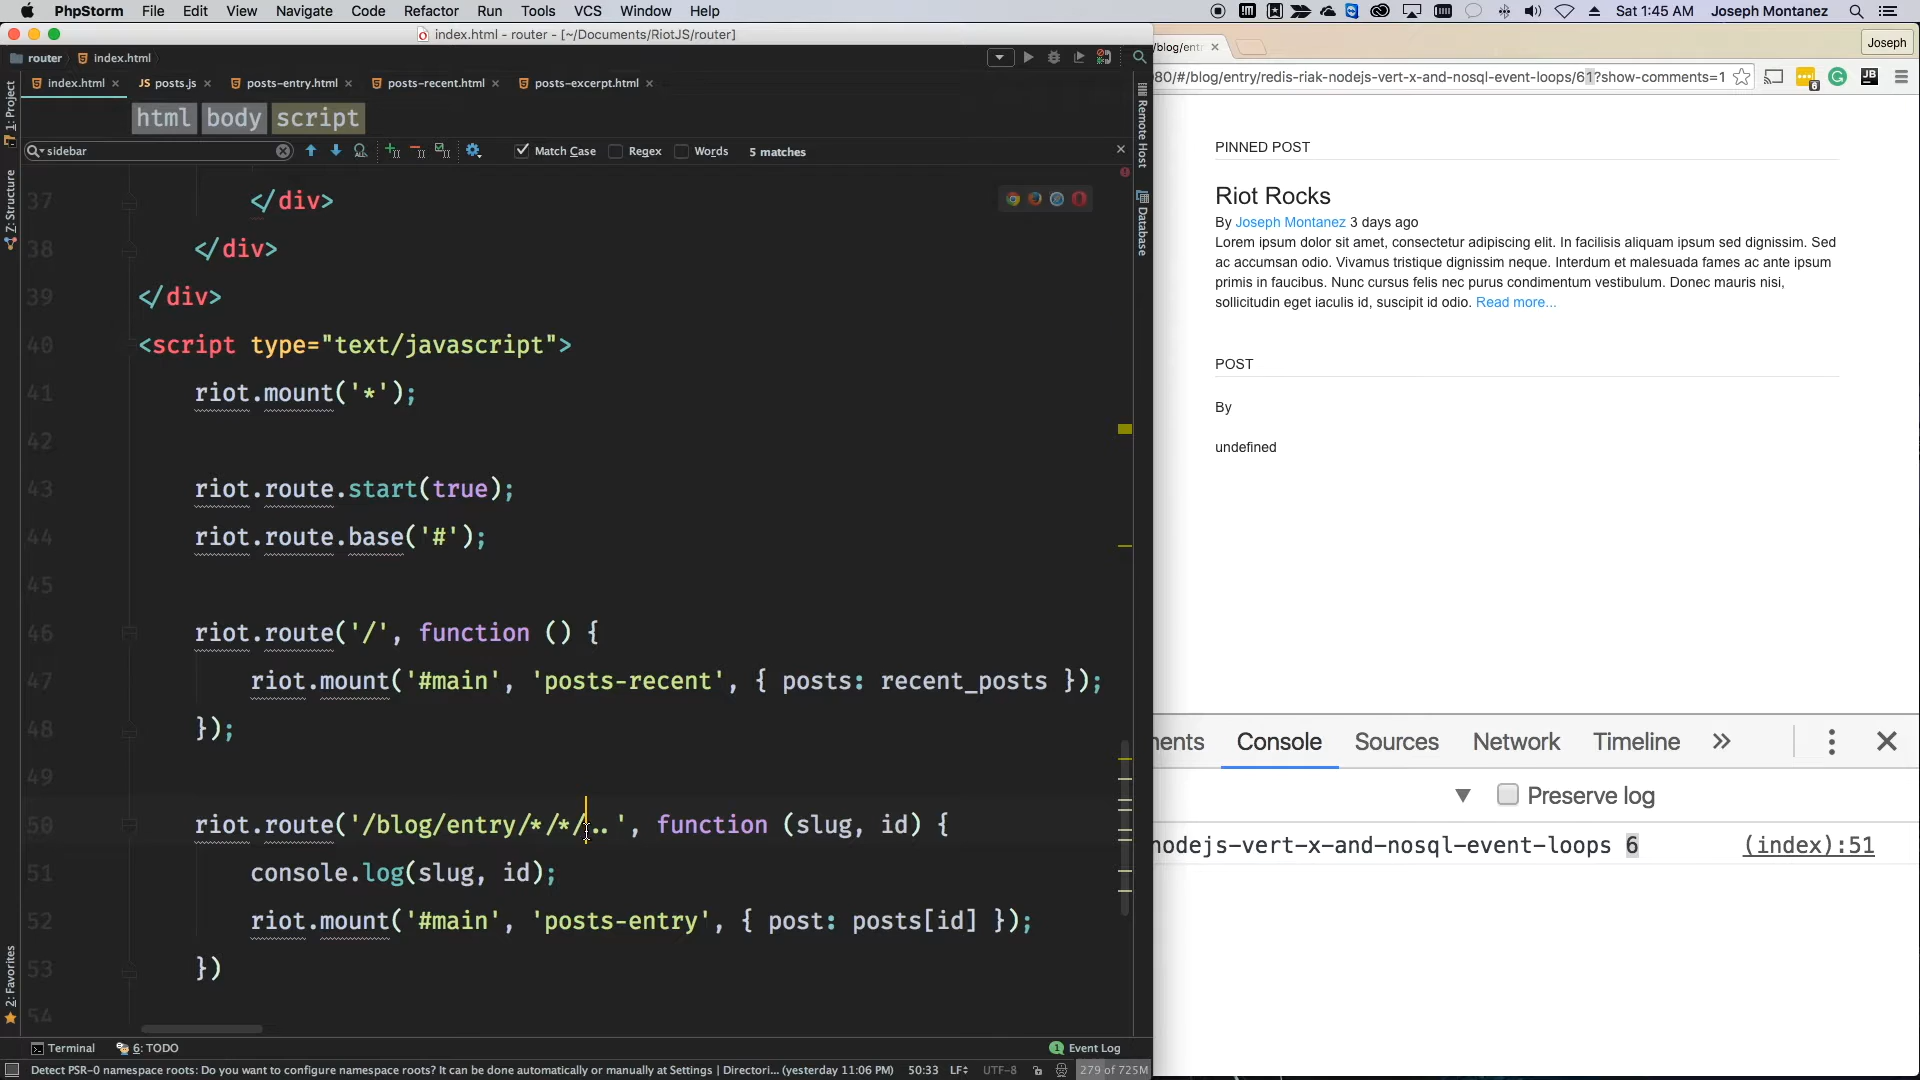 PhpStorm File Edit View Navigate Code Refactor Run Tools VCS Window Help
Sat 1:45 AM Joseph Montanez
index.html - router - [~/Documents/RiotJS/router]
router index.html
index.html posts.js posts-entry.html posts-recent.html posts-excerpt.html
html body script
sidebar
Match Case Regex Words 5 matches
1: Project
Z: Structure
2: Favorites
Remote Host
Database
37 </div>
38 </div>
39 </div>
40 <script type="text/javascript">
41 riot.mount('*');
42
43 riot.route.start(true);
44 riot.route.base('#');
45
46 riot.route('/', function () {
47 riot.mount('#main', 'posts-recent', { posts: recent_posts });
48 });
49
50 riot.route('/blog/entry/*/*/..', function (slug, id) {
51 console.log(slug, id);
52 riot.mount('#main', 'posts-entry', { post: posts[id] });
53 })
54
Terminal 6: TODO
1 Event Log
Detect PSR-0 namespace roots: Do you want to configure namespace roots? It can be done automatically or manually at Settings | Directori... (yesterday 11:06 PM) 50:33 LF÷ UTF-8 279 of 725M
/blog/entr
Joseph
80/#/blog/entry/redis-riak-nodejs-vert-x-and-nosql-event-loops/61?show-comments=1
6
JB
PINNED POST
Riot Rocks
By Joseph Montanez 3 days ago
Lorem ipsum dolor sit amet, consectetur adipiscing elit. In facilisis aliquam ipsum sed dignissim. Sed
ac accumsan odio. Vivamus tristique dignissim neque. Interdum et malesuada fames ac ante ipsum
primis in faucibus. Nunc cursus felis nec purus condimentum vestibulum. Donec mauris nisi,
sollicitudin eget iaculis id, suscipit id odio. Read more...
POST
By
undefined
ments Console Sources Network Timeline »
Preserve log
nodejs-vert-x-and-nosql-event-loops 6 (index):51